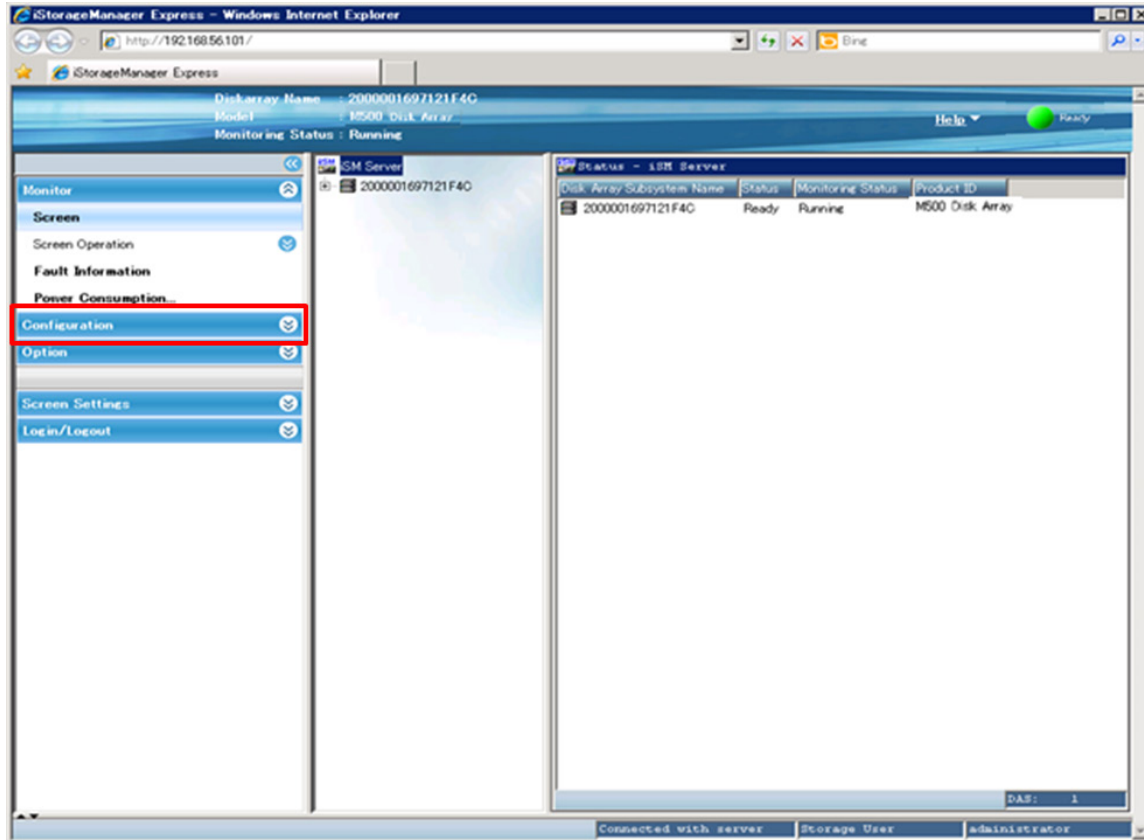 iStorageManager Express - Windows Internet Explorer
http://192.168.56.101/
Bing
iStorageManager Express
Diskarray Name : 2000001697121F4C
Model : M500 Disk Array
Monitoring Status : Running
Help
Ready
Monitor
Screen
Screen Operation
Fault Information
Power Consumption...
Configuration
Option
Screen Settings
Login/Logout
iSM Server
2000001697121F4C
Status - iSM Server
Disk Array Subsystem Name Status Monitoring Status Product ID
2000001697121F4C Ready Running M500 Disk Array
DAS: 1
Connected with server Storage User administrator